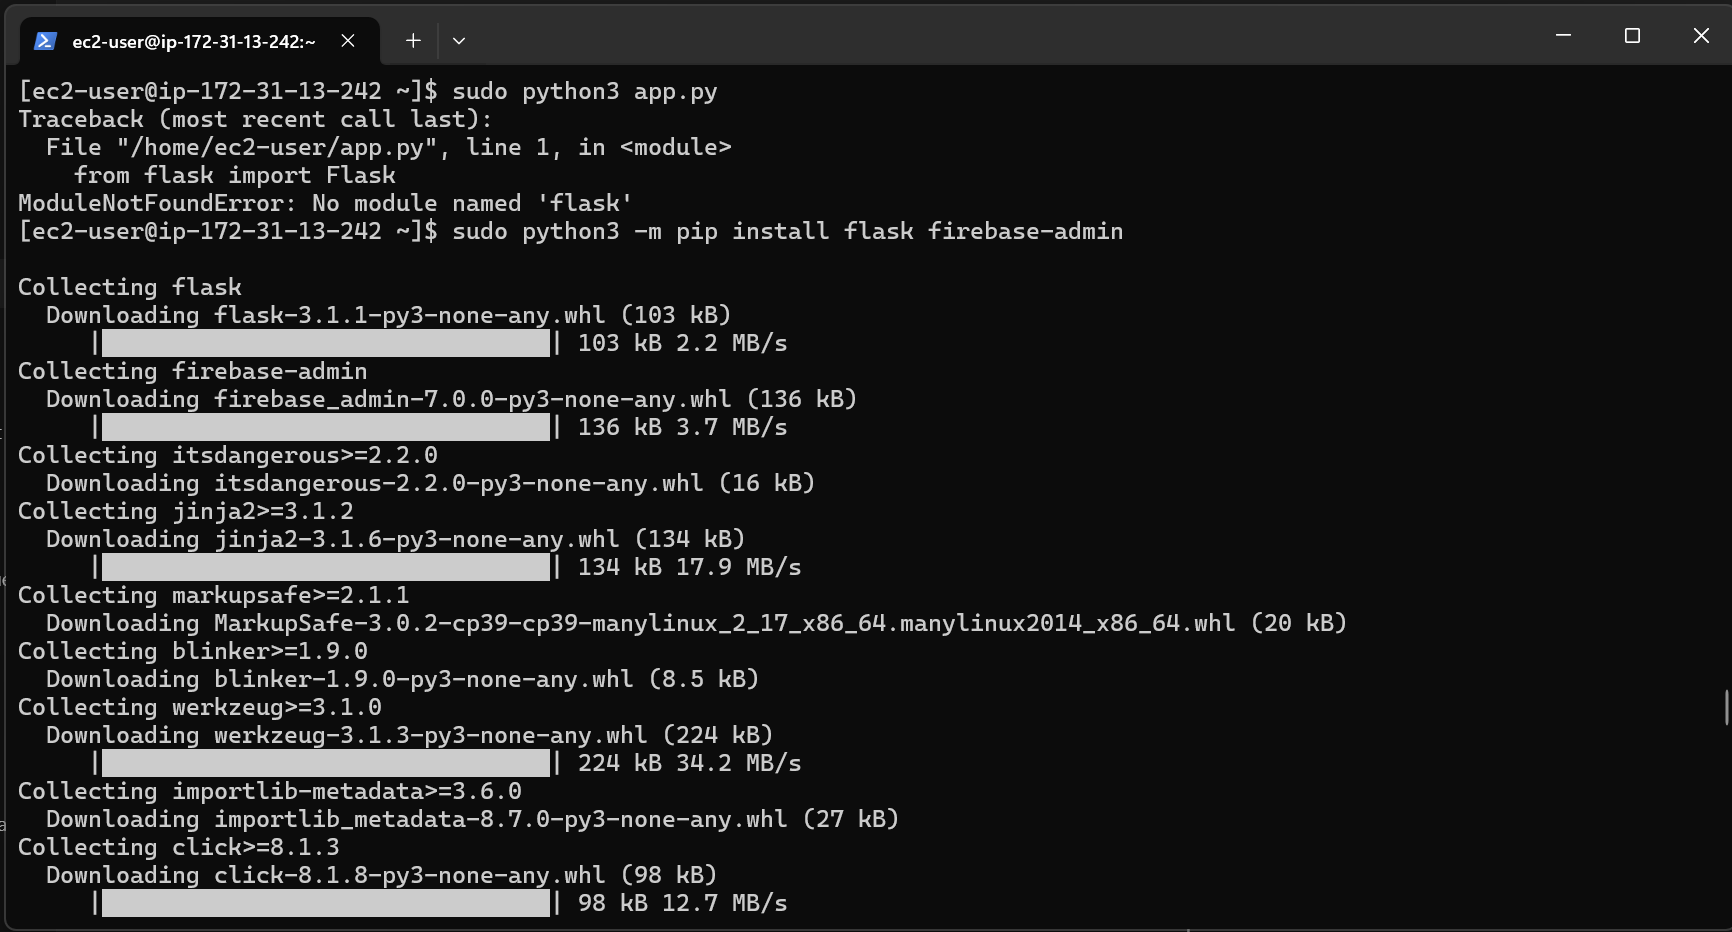 ec2-user@ip-172-31-13-242:~
[ec2-user@ip-172-31-13-242 ~]$ sudo python3 app.py
Traceback (most recent call last):
  File "/home/ec2-user/app.py", line 1, in <module>
    from flask import Flask
ModuleNotFoundError: No module named 'flask'
[ec2-user@ip-172-31-13-242 ~]$ sudo python3 -m pip install flask firebase-admin
Collecting flask
  Downloading flask-3.1.1-py3-none-any.whl (103 kB)
     || 103 kB 2.2 MB/s
Collecting firebase-admin
  Downloading firebase_admin-7.0.0-py3-none-any.whl (136 kB)
     || 136 kB 3.7 MB/s
Collecting itsdangerous>=2.2.0
  Downloading itsdangerous-2.2.0-py3-none-any.whl (16 kB)
Collecting jinja2>=3.1.2
  Downloading jinja2-3.1.6-py3-none-any.whl (134 kB)
     || 134 kB 17.9 MB/s
Collecting markupsafe>=2.1.1
  Downloading MarkupSafe-3.0.2-cp39-cp39-manylinux_2_17_x86_64.manylinux2014_x86_64.whl (20 kB)
Collecting blinker>=1.9.0
  Downloading blinker-1.9.0-py3-none-any.whl (8.5 kB)
Collecting werkzeug>=3.1.0
  Downloading werkzeug-3.1.3-py3-none-any.whl (224 kB)
     || 224 kB 34.2 MB/s
Collecting importlib-metadata>=3.6.0
  Downloading importlib_metadata-8.7.0-py3-none-any.whl (27 kB)
Collecting click>=8.1.3
  Downloading click-8.1.8-py3-none-any.whl (98 kB)
     || 98 kB 12.7 MB/s